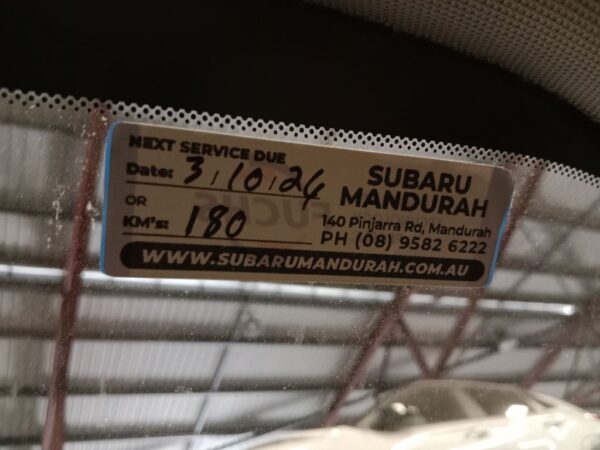 NEXT SERVICE DUE
Date: 3/10/24
OR
KM's: 180
SUBARU
MANDURAH
140 Pinjarra Rd, Mandurah
PH (08) 9582 6222
WWW.SUBARUMANDURAH.COM.AU
FUCHS